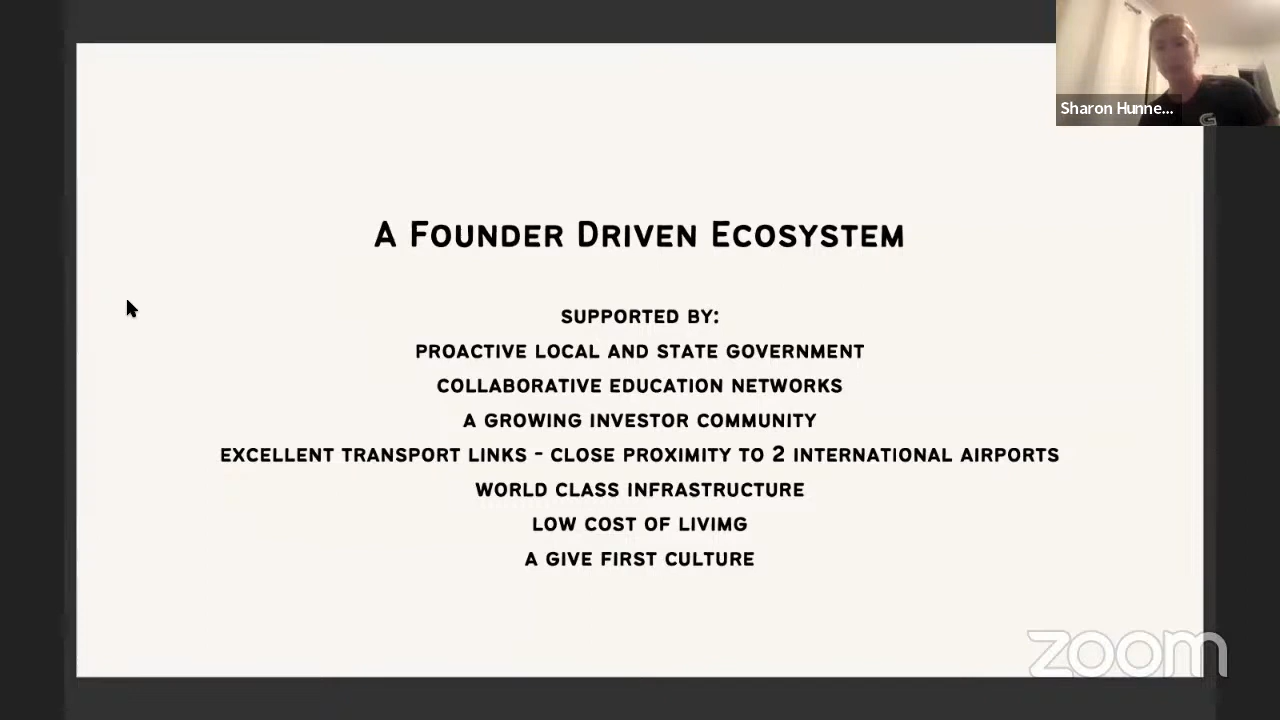 Sharon Hunne...
A Founder Driven Ecosystem
SUPPORTED BY:
PROACTIVE LOCAL AND STATE GOVERNMENT
COLLABORATIVE EDUCATION NETWORKS
A GROWING INVESTOR COMMUNITY
EXCELLENT TRANSPORT LINKS - CLOSE PROXIMITY TO 2 INTERNATIONAL AIRPORTS
WORLD CLASS INFRASTRUCTURE
LOW COST OF LIVIMG
A GIVE FIRST CULTURE
zoom